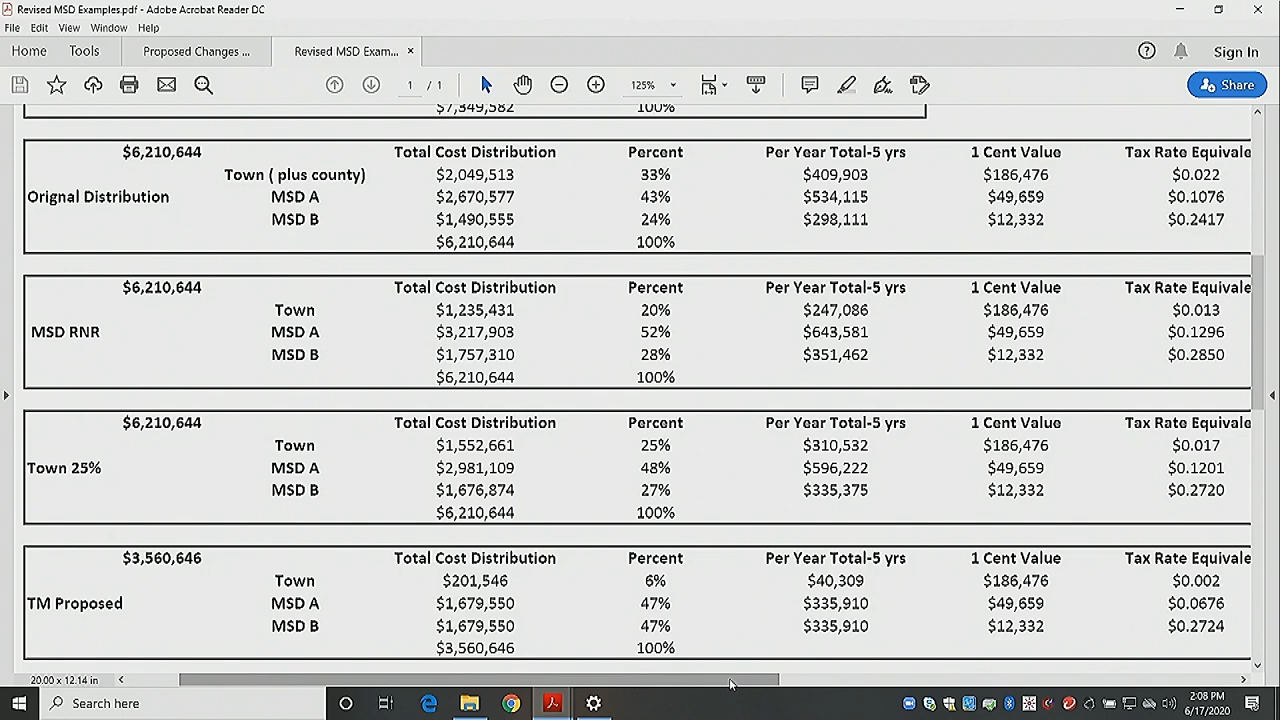 Revised MSD Examples.pdf - Adobe Acrobat Reader DC
File Edit View Window Help
Home Tools Proposed Changes ... Revised MSD Exam... × Sign In
1 / 1 125% Share
$7,349,582 100%
$6,210,644 Total Cost Distribution Percent Per Year Total-5 yrs 1 Cent Value Tax Rate Equivale
Town ( plus county) $2,049,513 33% $409,903 $186,476 $0.022
Orignal Distribution MSD A $2,670,577 43% $534,115 $49,659 $0.1076
MSD B $1,490,555 24% $298,111 $12,332 $0.2417
$6,210,644 100%
$6,210,644 Total Cost Distribution Percent Per Year Total-5 yrs 1 Cent Value Tax Rate Equivale
Town $1,235,431 20% $247,086 $186,476 $0.013
MSD RNR MSD A $3,217,903 52% $643,581 $49,659 $0.1296
MSD B $1,757,310 28% $351,462 $12,332 $0.2850
$6,210,644 100%
$6,210,644 Total Cost Distribution Percent Per Year Total-5 yrs 1 Cent Value Tax Rate Equivale
Town $1,552,661 25% $310,532 $186,476 $0.017
Town 25% MSD A $2,981,109 48% $596,222 $49,659 $0.1201
MSD B $1,676,874 27% $335,375 $12,332 $0.2720
$6,210,644 100%
$3,560,646 Total Cost Distribution Percent Per Year Total-5 yrs 1 Cent Value Tax Rate Equivale
Town $201,546 6% $40,309 $186,476 $0.002
TM Proposed MSD A $1,679,550 47% $335,910 $49,659 $0.0676
MSD B $1,679,550 47% $335,910 $12,332 $0.2724
$3,560,646 100%
20.00 x 12.14 in
Search here
2:08 PM
6/17/2020